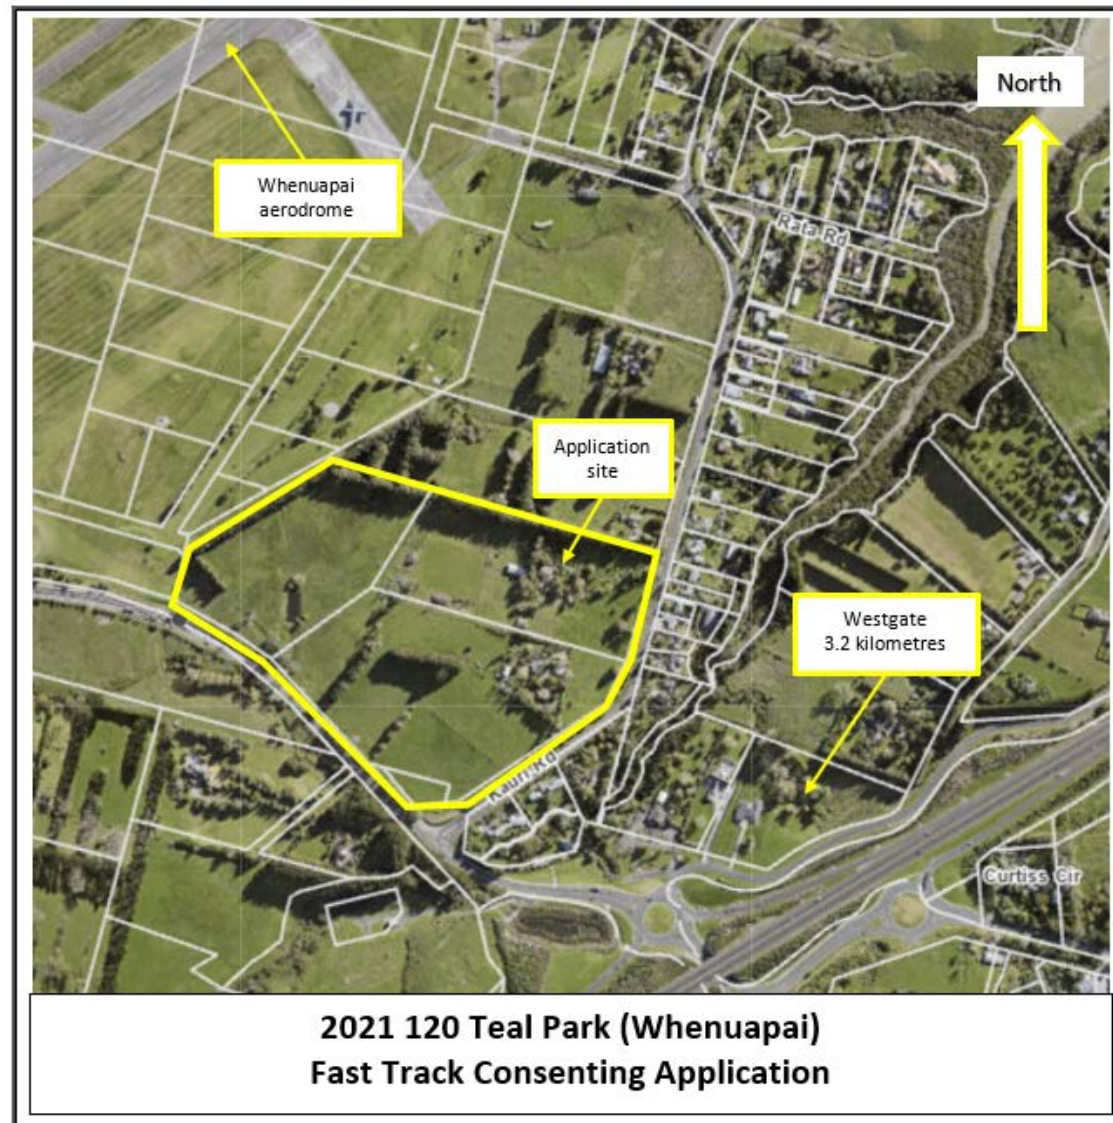 North
Whenuapai
aerodrome
Rata Rd
Application
site
Westgate
3.2 kilometres
Kauri Rd
Curtiss Cir
2021 120 Teal Park (Whenuapai)
Fast Track Consenting Application